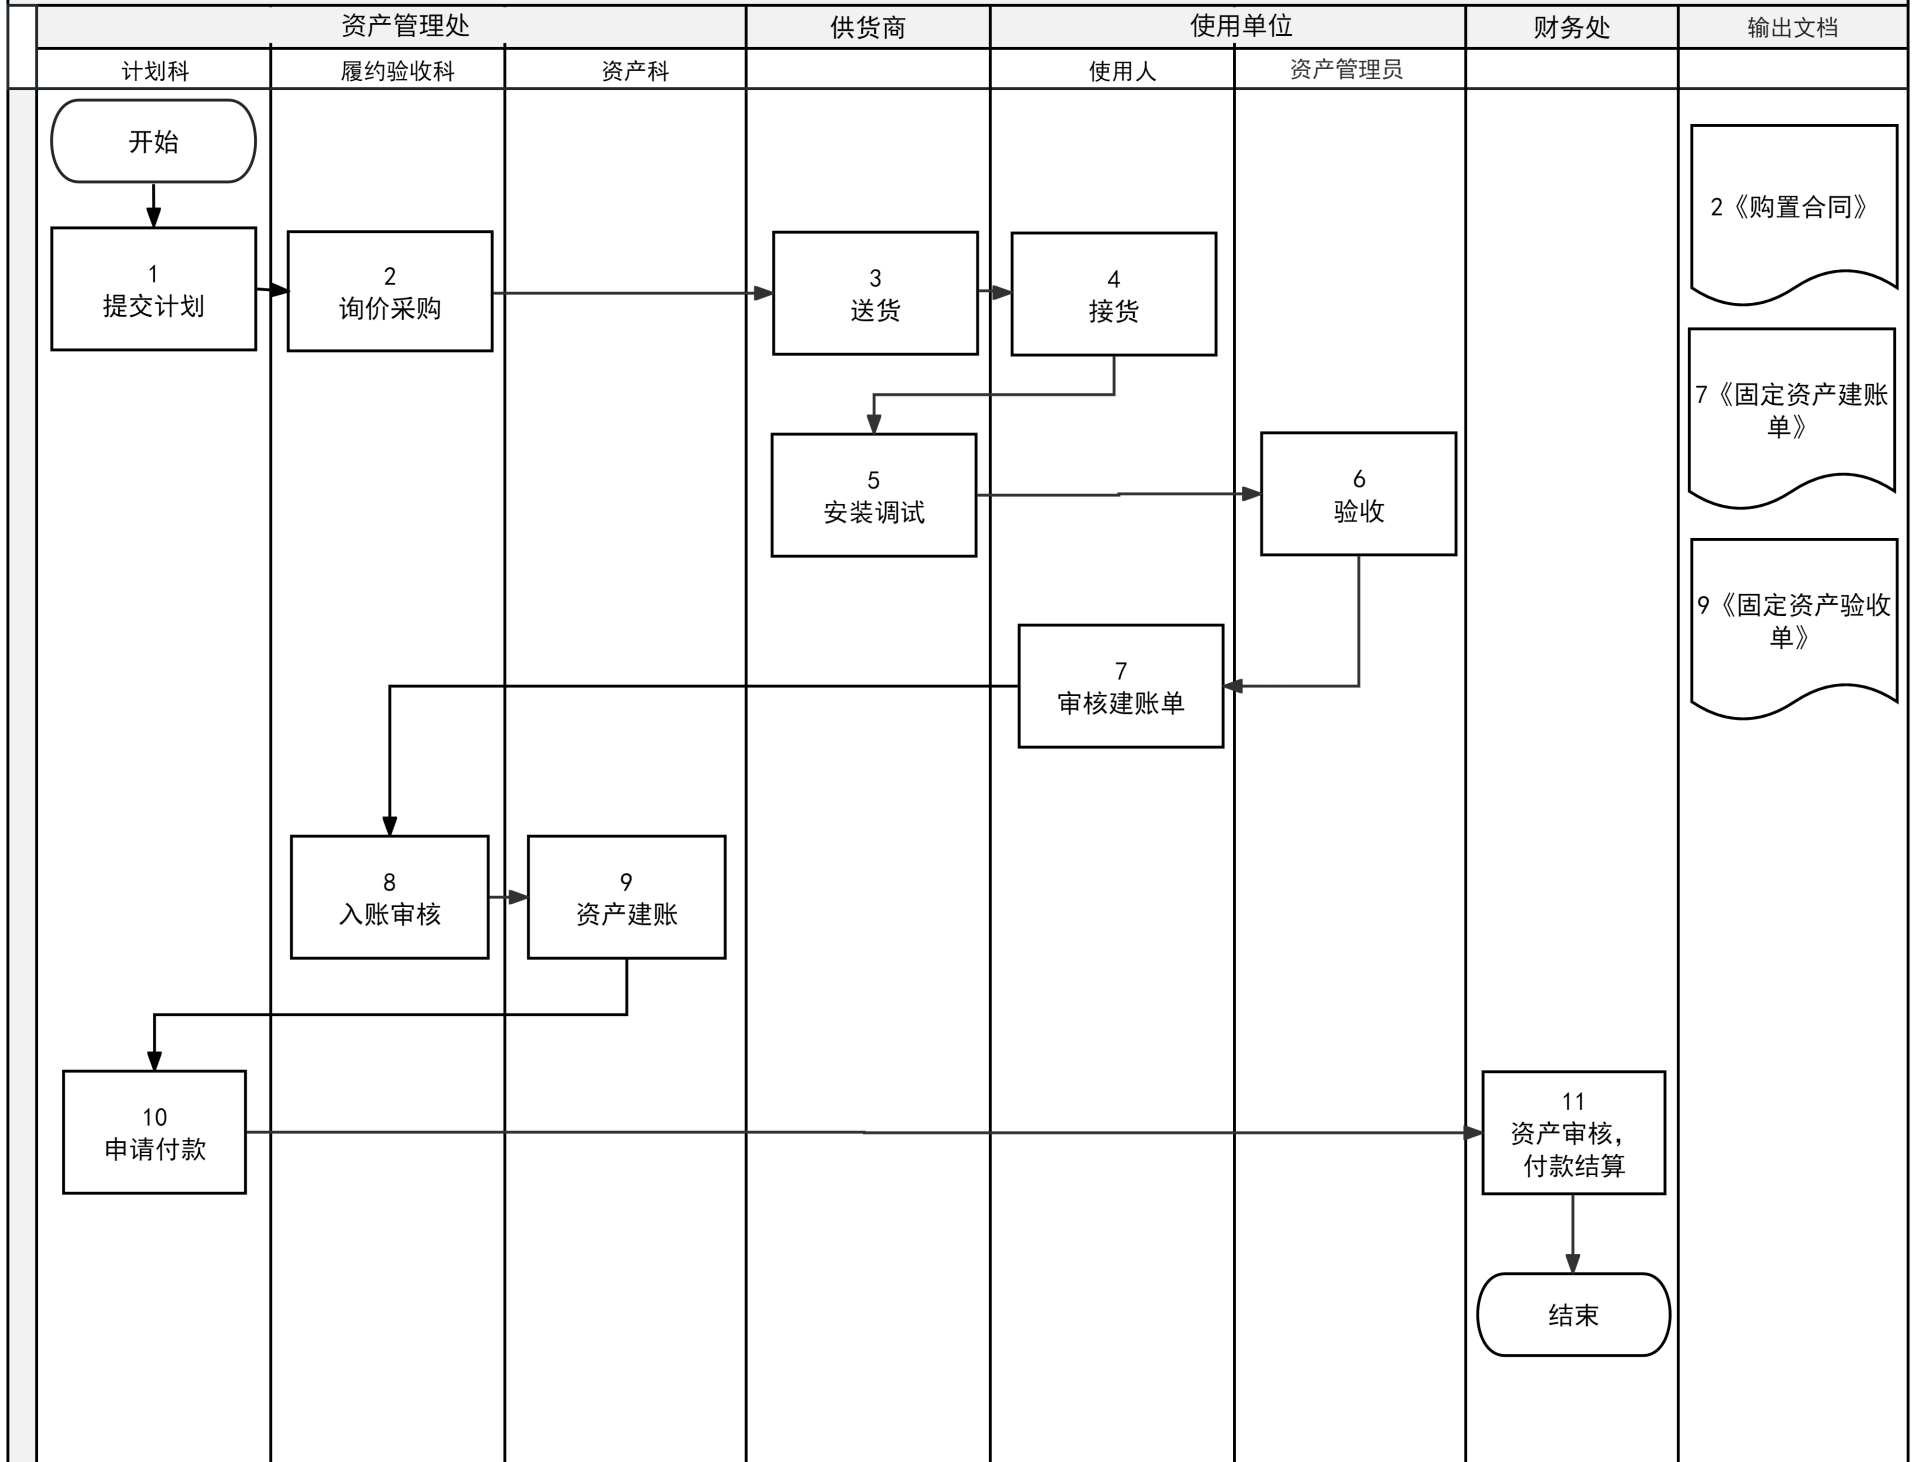 资产管理处
供货商
使用单位
财务处
输出文档
计划科
履约验收科
资产科
使用人
资产管理员
开始
1
提交计划
2
询价采购
3
送货
4
接货
2《购置合同》
5
安装调试
6
验收
7《固定资产建账
单》
7
审核建账单
9《固定资产验收
单》
8
入账审核
9
资产建账
10
申请付款
11
资产审核，
付款结算
结束